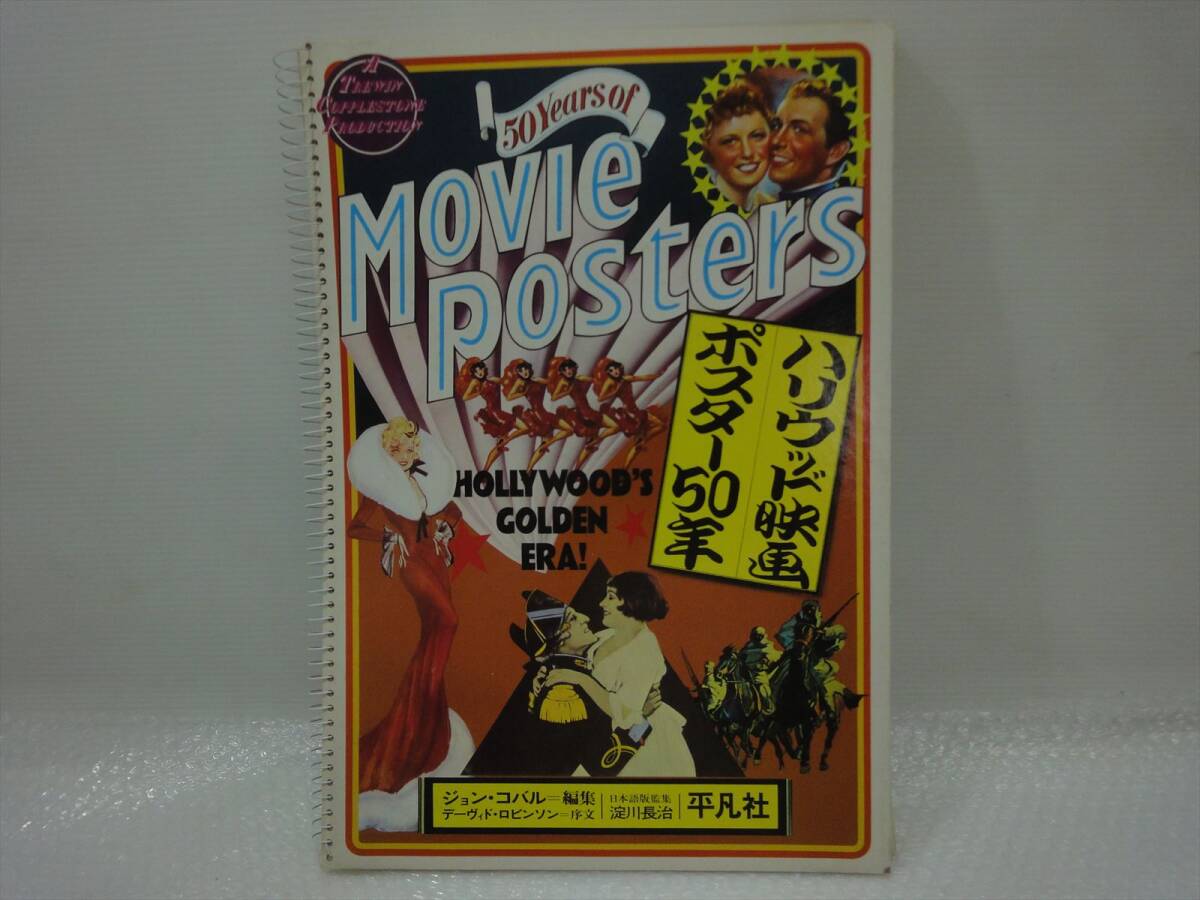 A
TREWIN
COPPLESTONE
PRODUCTION
50 Years of
MOVIE
POSTERS
ハリウッド映画
ポスター50年
HOLLYWOOD'S
GOLDEN
ERA!
ジョン・コバル=編集
デーヴィド・ロビンソン=序文
日本語版監集
淀川長治
平凡社